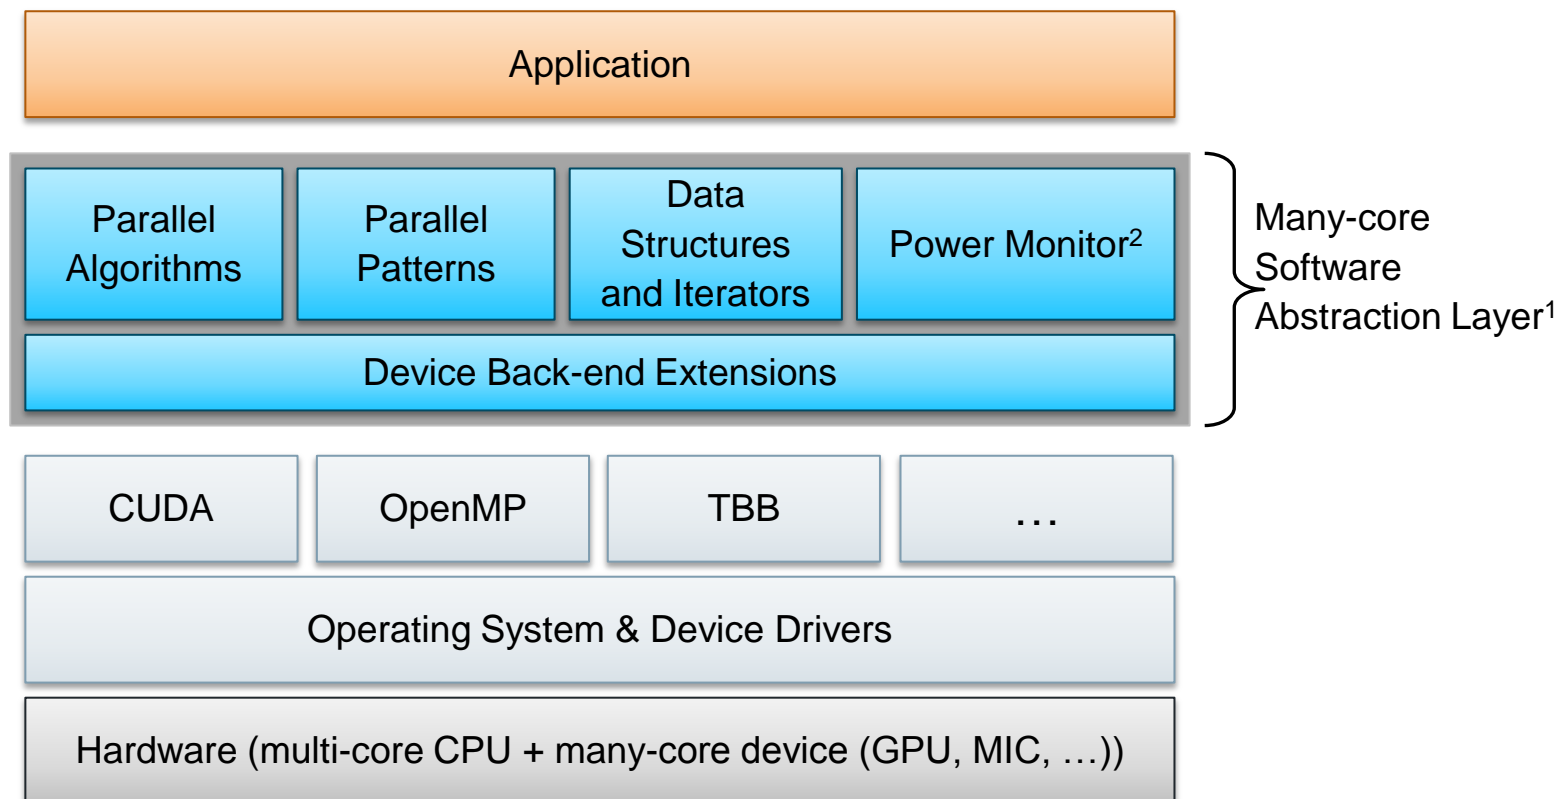 Application
Parallel
Algorithms
Parallel
Patterns
Data
Structures
and Iterators
Power Monitor²
Many-core
Software
Abstraction Layer¹
Device Back-end Extensions
CUDA
OpenMP
TBB
…
Operating System & Device Drivers
Hardware (multi-core CPU + many-core device (GPU, MIC, …))